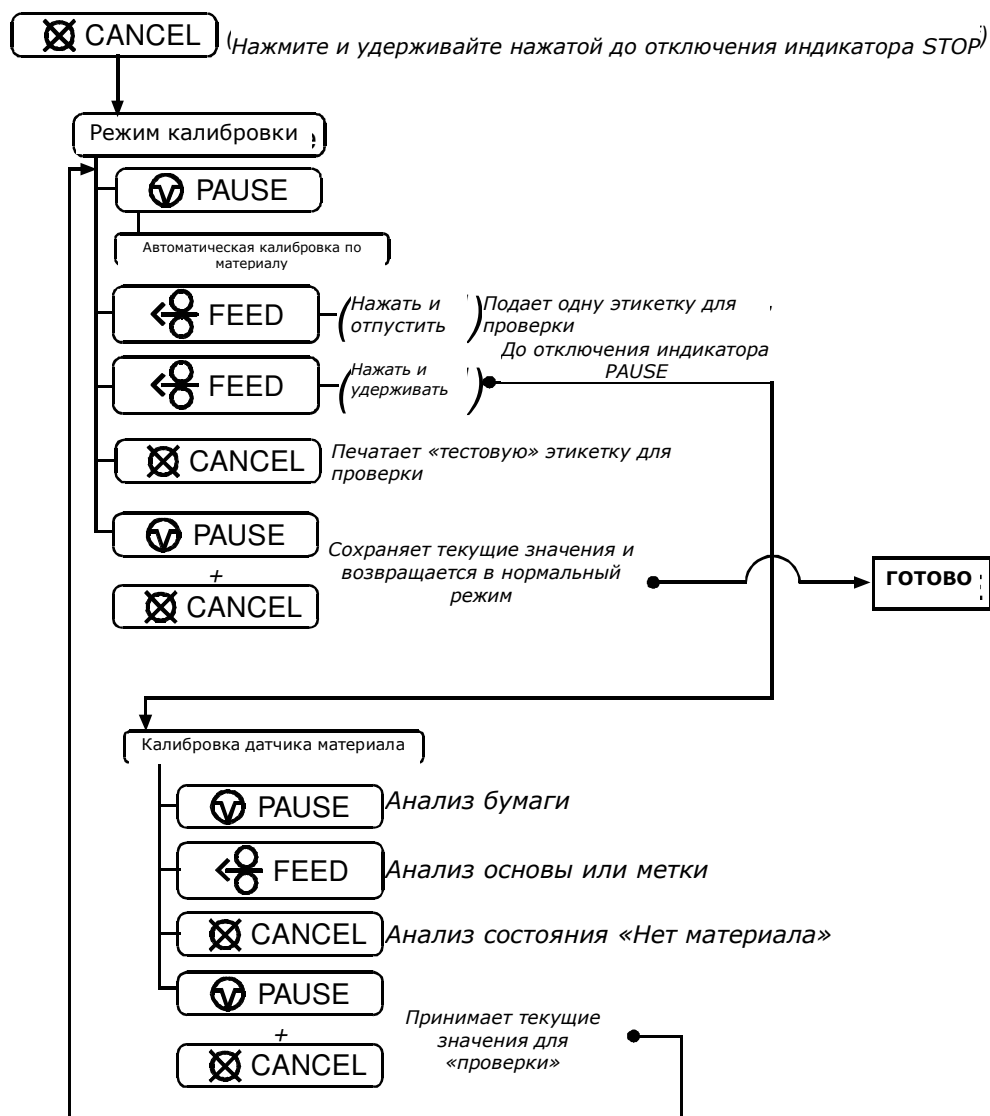 CANCEL (Нажмите и удерживайте нажатой до отключения индикатора STOP)
Режим калибровки
PAUSE
Автоматическая калибровка по
материалу
FEED
(Нажать и
отпустить)
Подает одну этикетку для
проверки
До отключения индикатора
PAUSE
FEED
(Нажать и
удерживать)
CANCEL
Печатает «тестовую» этикетку для
проверки
PAUSE
+
CANCEL
Сохраняет текущие значения и
возвращается в нормальный
режим
ГОТОВО
Калибровка датчика материала
PAUSE Анализ бумаги
FEED Анализ основы или метки
CANCEL Анализ состояния «Нет материала»
PAUSE
+
CANCEL
Принимает текущие
значения для
«проверки»